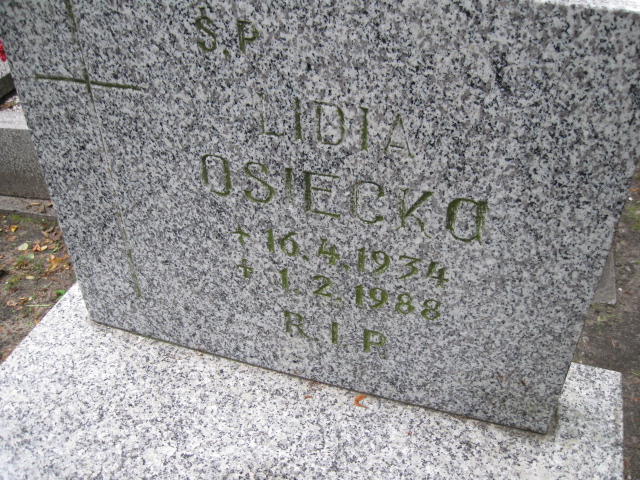 Ś.P
LIDIA
OSIECKA
+ 16.4.1934
+ 1.2.1988
R.I.P